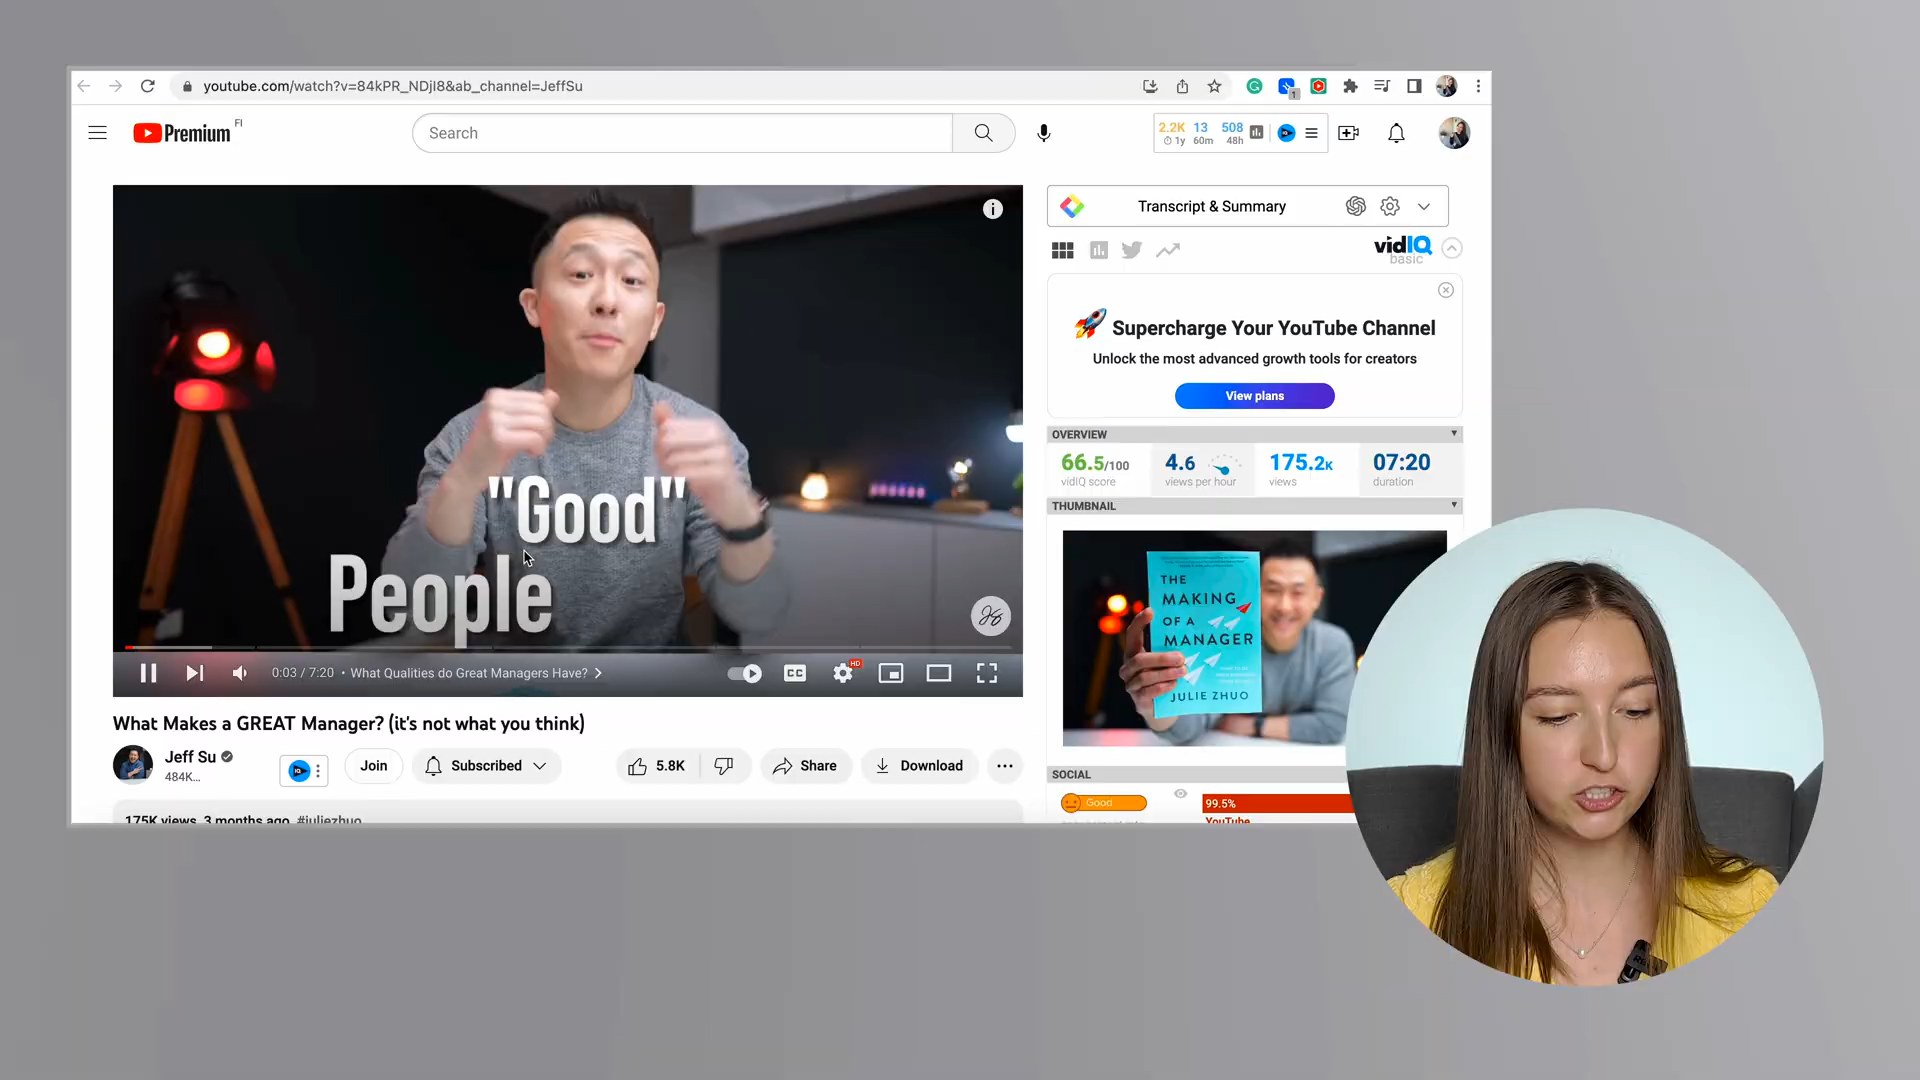 youtube.com/watch?v=84kPR_NDjI8&ab_channel=JeffSu
1
Premium FI
Search
2.2K 13 508
1y 60m 48h
"Good"
People
0:03 / 7:20 • What Qualities do Great Managers Have?
CC
HD
What Makes a GREAT Manager? (it's not what you think)
Jeff Su
484K...
Join
Subscribed
5.8K
Share
Download
175K views 3 months ago #juliezhuo
Transcript & Summary
vidIQ
basic
Supercharge Your YouTube Channel
Unlock the most advanced growth tools for creators
View plans
OVERVIEW
66.5/100 4.6 175.2K 07:20
vidIQ score views per hour views duration
THUMBNAIL
THE
MAKING
OF A
MANAGER
JULIE ZHUO
SOCIAL
Good
99.5%
YouTube